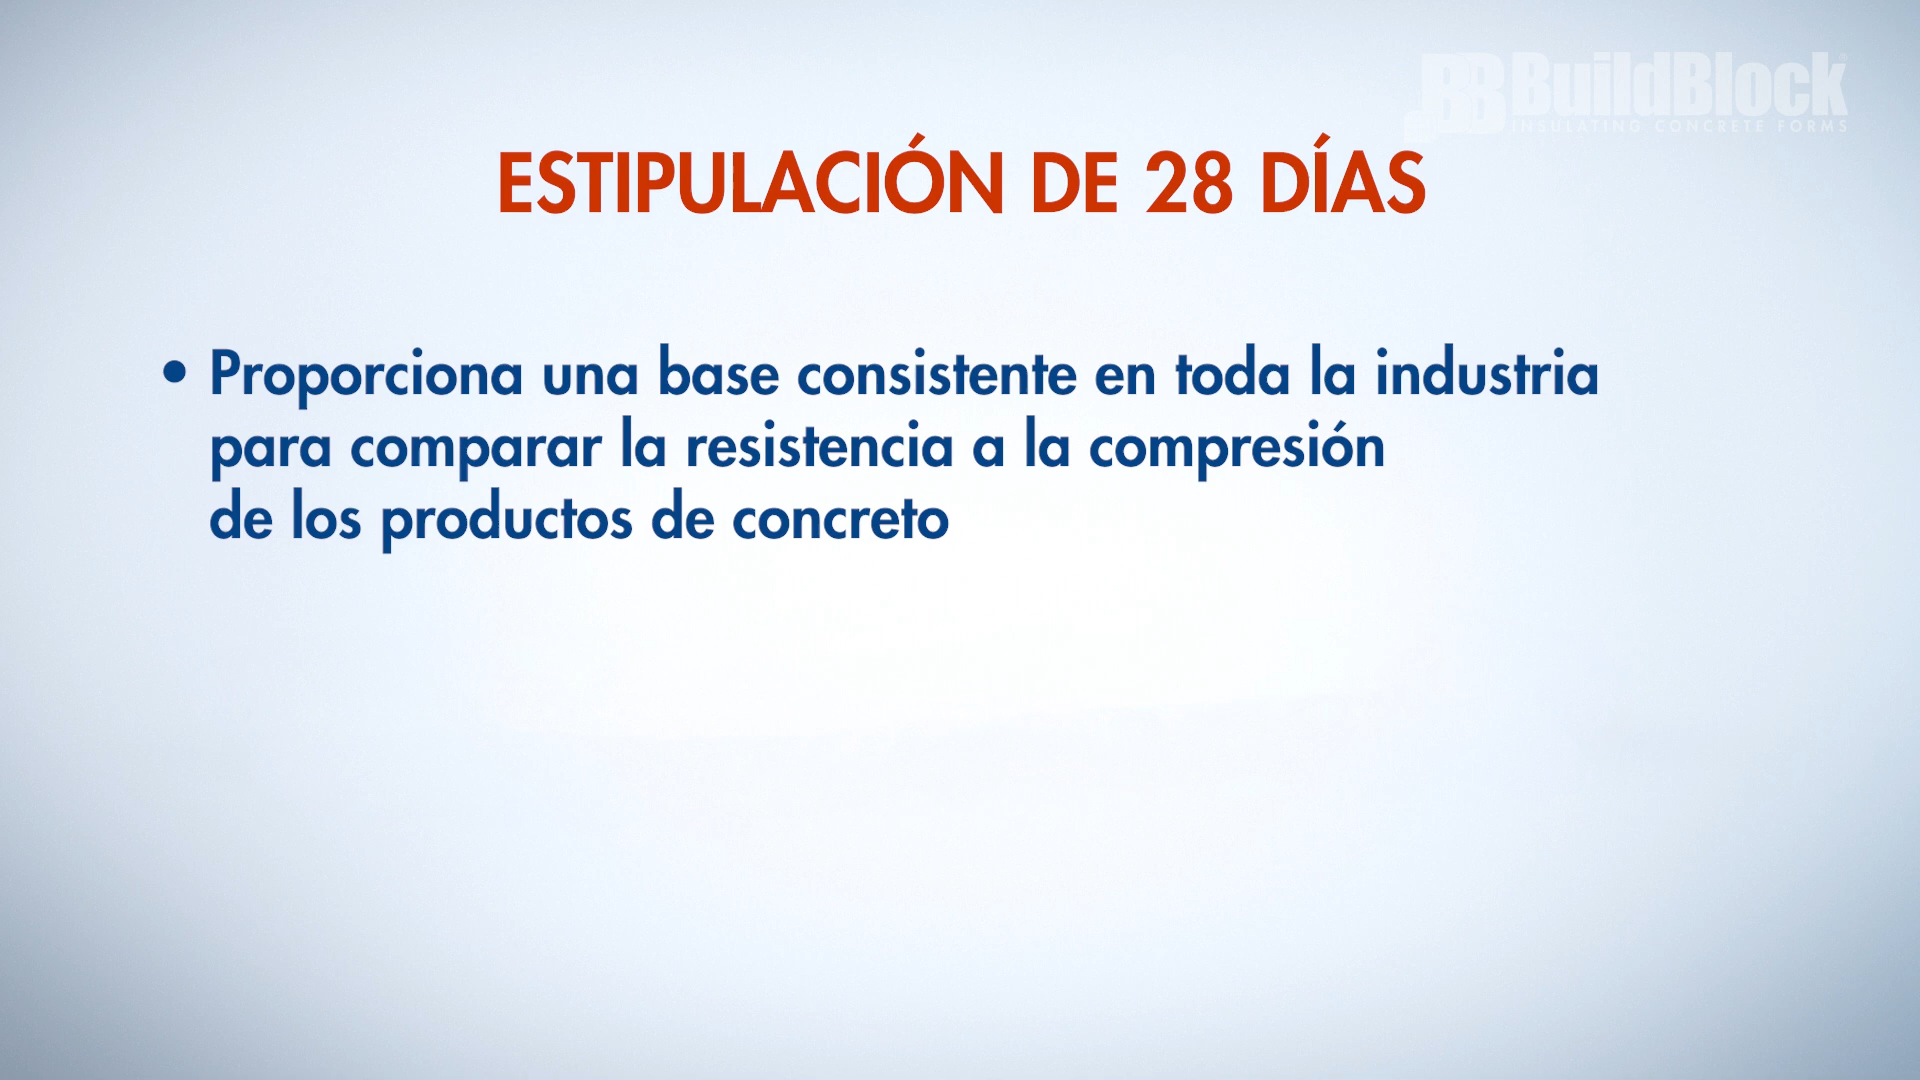 BB BuildBlock
INSULATING CONCRETE FORMS
ESTIPULACIÓN DE 28 DÍAS
• Proporciona una base consistente en toda la industria
para comparar la resistencia a la compresión
de los productos de concreto